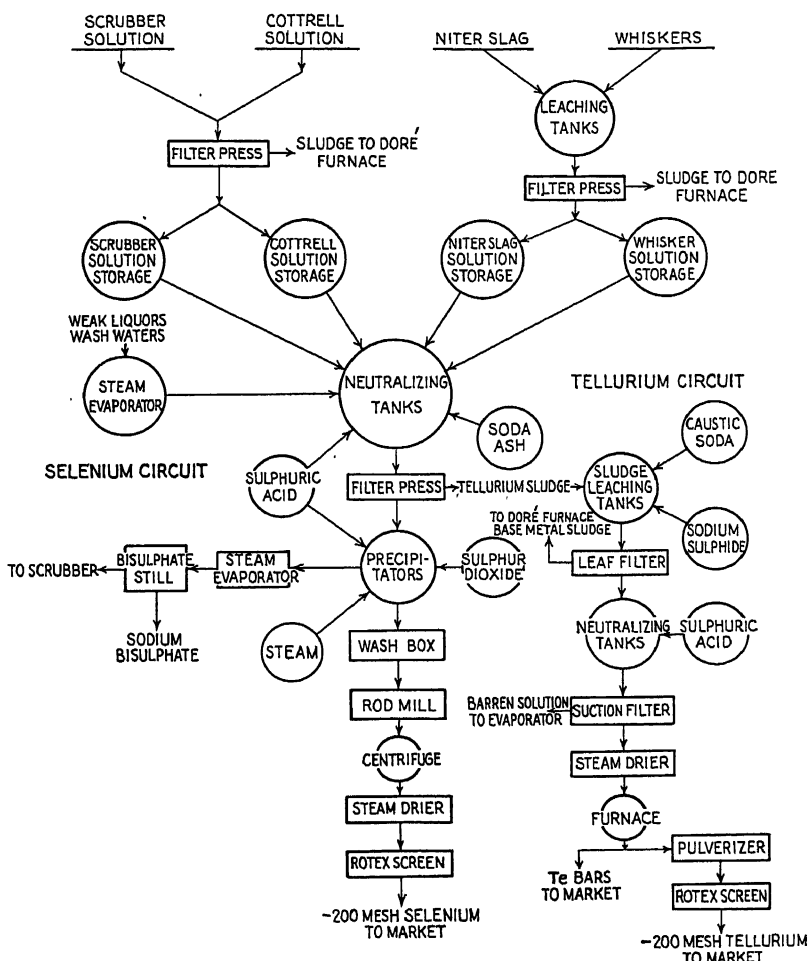 SCRUBBER
SOLUTION
COTTRELL
SOLUTION
NITER SLAG
WHISKERS
LEACHING
TANKS
FILTER PRESS
SLUDGE TO DORÉ
FURNACE
FILTER PRESS
SLUDGE TO DORE
FURNACE
SCRUBBER
SOLUTION
STORAGE
COTTRELL
SOLUTION
STORAGE
NITER SLAG
SOLUTION
STORAGE
WHISKER
SOLUTION
STORAGE
WEAK LIQUORS
WASH WATERS
STEAM
EVAPORATOR
NEUTRALIZING
TANKS
TELLURIUM CIRCUIT
SODA
ASH
CAUSTIC
SODA
SELENIUM CIRCUIT
SULPHURIC
ACID
FILTER PRESS
TELLURIUM SLUDGE
SLUDGE
LEACHING
TANKS
SODIUM
SULPHIDE
TO DORÉ FURNACE
BASE METAL SLUDGE
LEAF FILTER
TO SCRUBBER
BISULPHATE
STILL
STEAM
EVAPORATOR
PRECIPI-
TATORS
SULPHUR
DIOXIDE
SODIUM
BISULPHATE
STEAM
WASH BOX
NEUTRALIZING
TANKS
SULPHURIC
ACID
ROD MILL
BARREN SOLUTION
TO EVAPORATOR
SUCTION FILTER
CENTRIFUGE
STEAM DRIER
STEAM DRIER
FURNACE
ROTEX SCREEN
PULVERIZER
Te BARS
TO MARKET
ROTEX SCREEN
-200 MESH SELENIUM
TO MARKET
-200 MESH TELLURIUM
TO MARKET